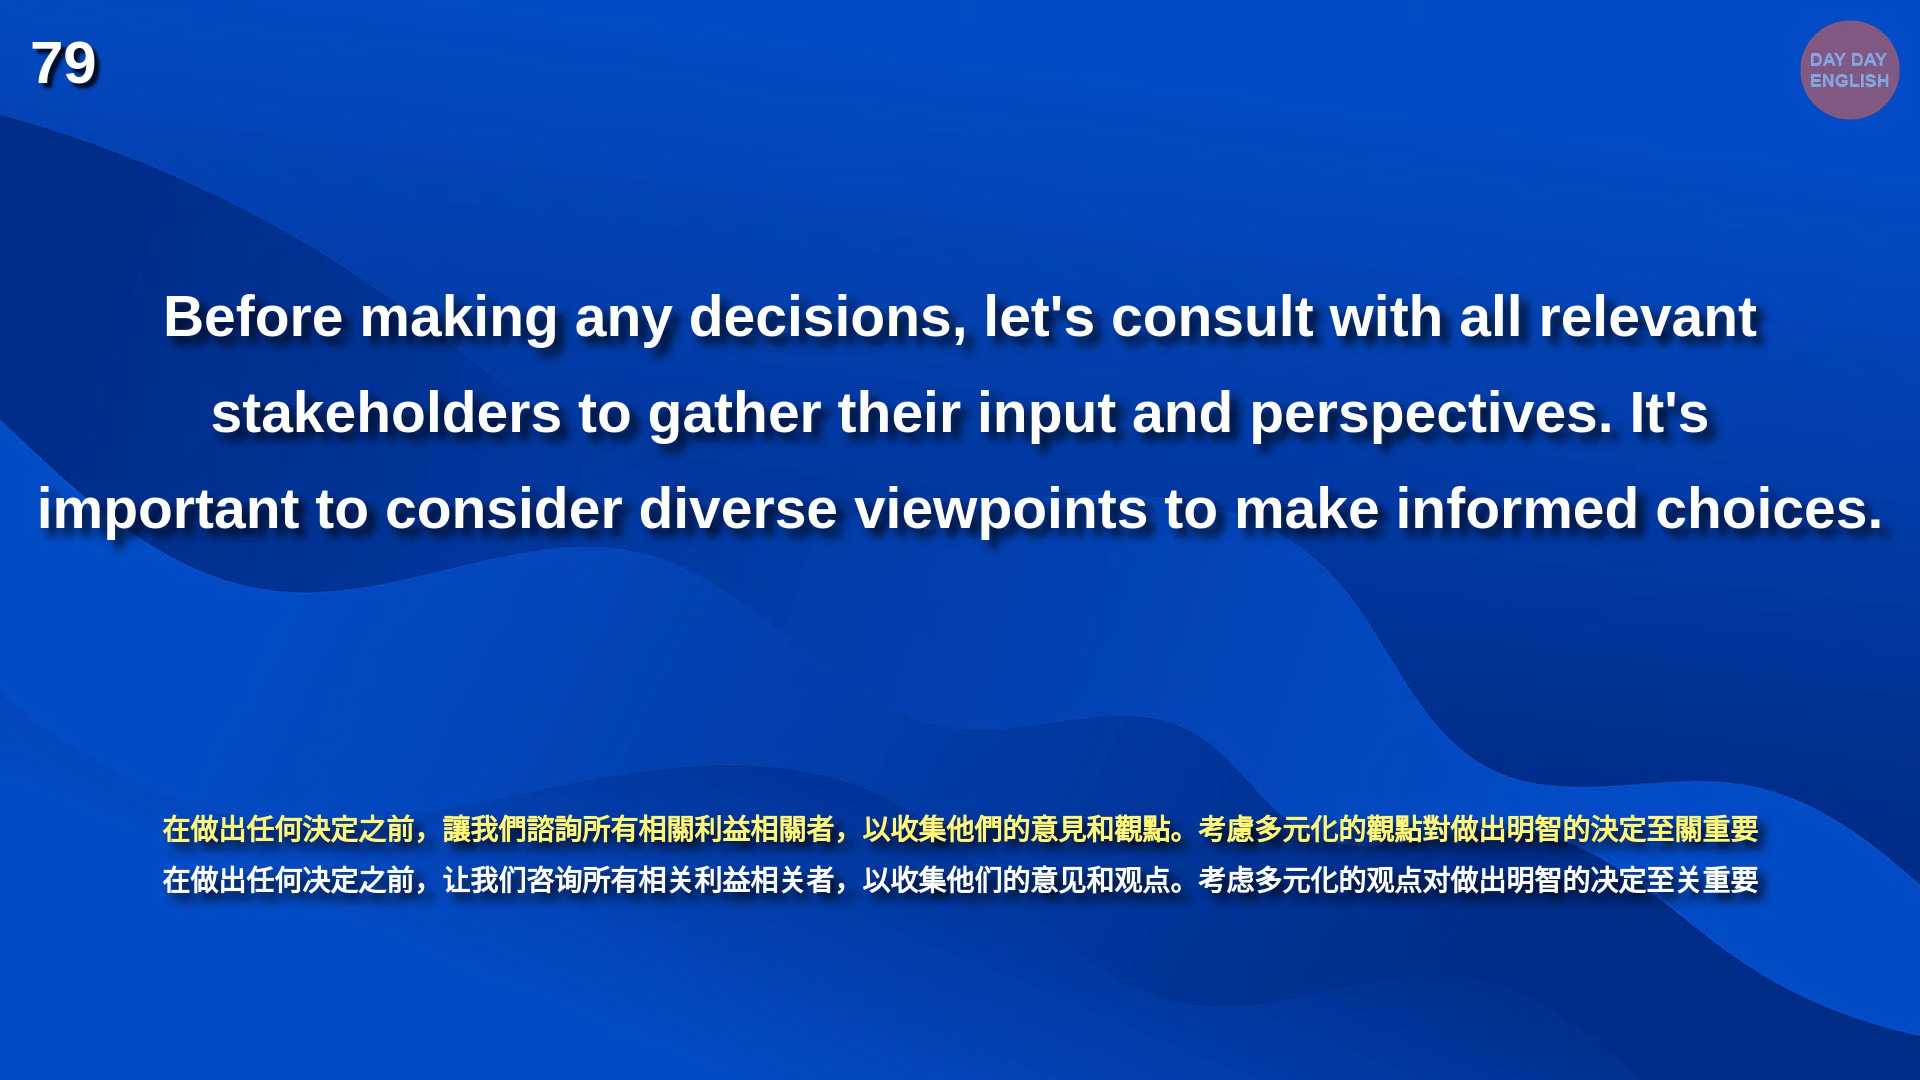 79
DAY DAY
ENGLISH
Before making any decisions, let's consult with all relevant
stakeholders to gather their input and perspectives. It's
important to consider diverse viewpoints to make informed choices.
在做出任何決定之前，讓我們諮詢所有相關利益相關者，以收集他們的意見和觀點。考慮多元化的觀點對做出明智的決定至關重要
在做出任何决定之前，让我们咨询所有相关利益相关者，以收集他们的意见和观点。考虑多元化的观点对做出明智的决定至关重要